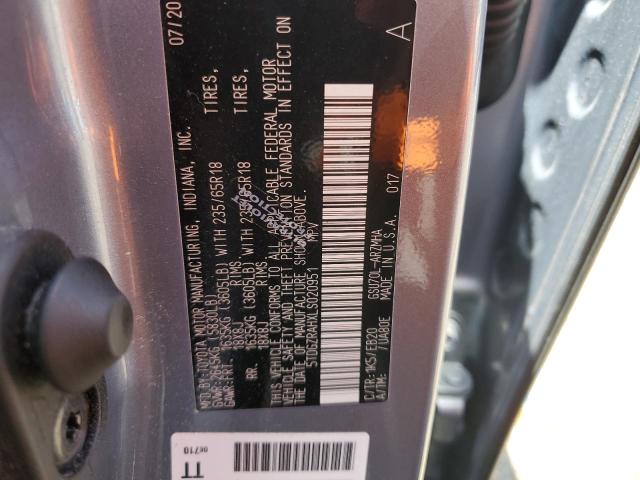 MFD.BY:TOYOTA MOTOR MANUFACTURING, INDIANA, INC. 07/20
GVWR:2645KG (5830LB)
GAWR:FRT. 1635KG (3605LB) WITH 235/65R18 TIRES,
18X8J RIMS
RR. 1635KG (3605LB) WITH 235/65R18 TIRES,
18X8J RIMS
THIS VEHICLE CONFORMS TO ALL APPLICABLE FEDERAL MOTOR
VEHICLE SAFETY AND THEFT PREVENTION STANDARDS IN EFFECT ON
THE DATE OF MANUFACTURE SHOWN ABOVE.
5TDGZRAHXLS020951 MPV A
C/TR:1K5/FB20 GSU70L-ARZMHA 017
A/TM: /UA80E MADE IN U.S.A.
TT